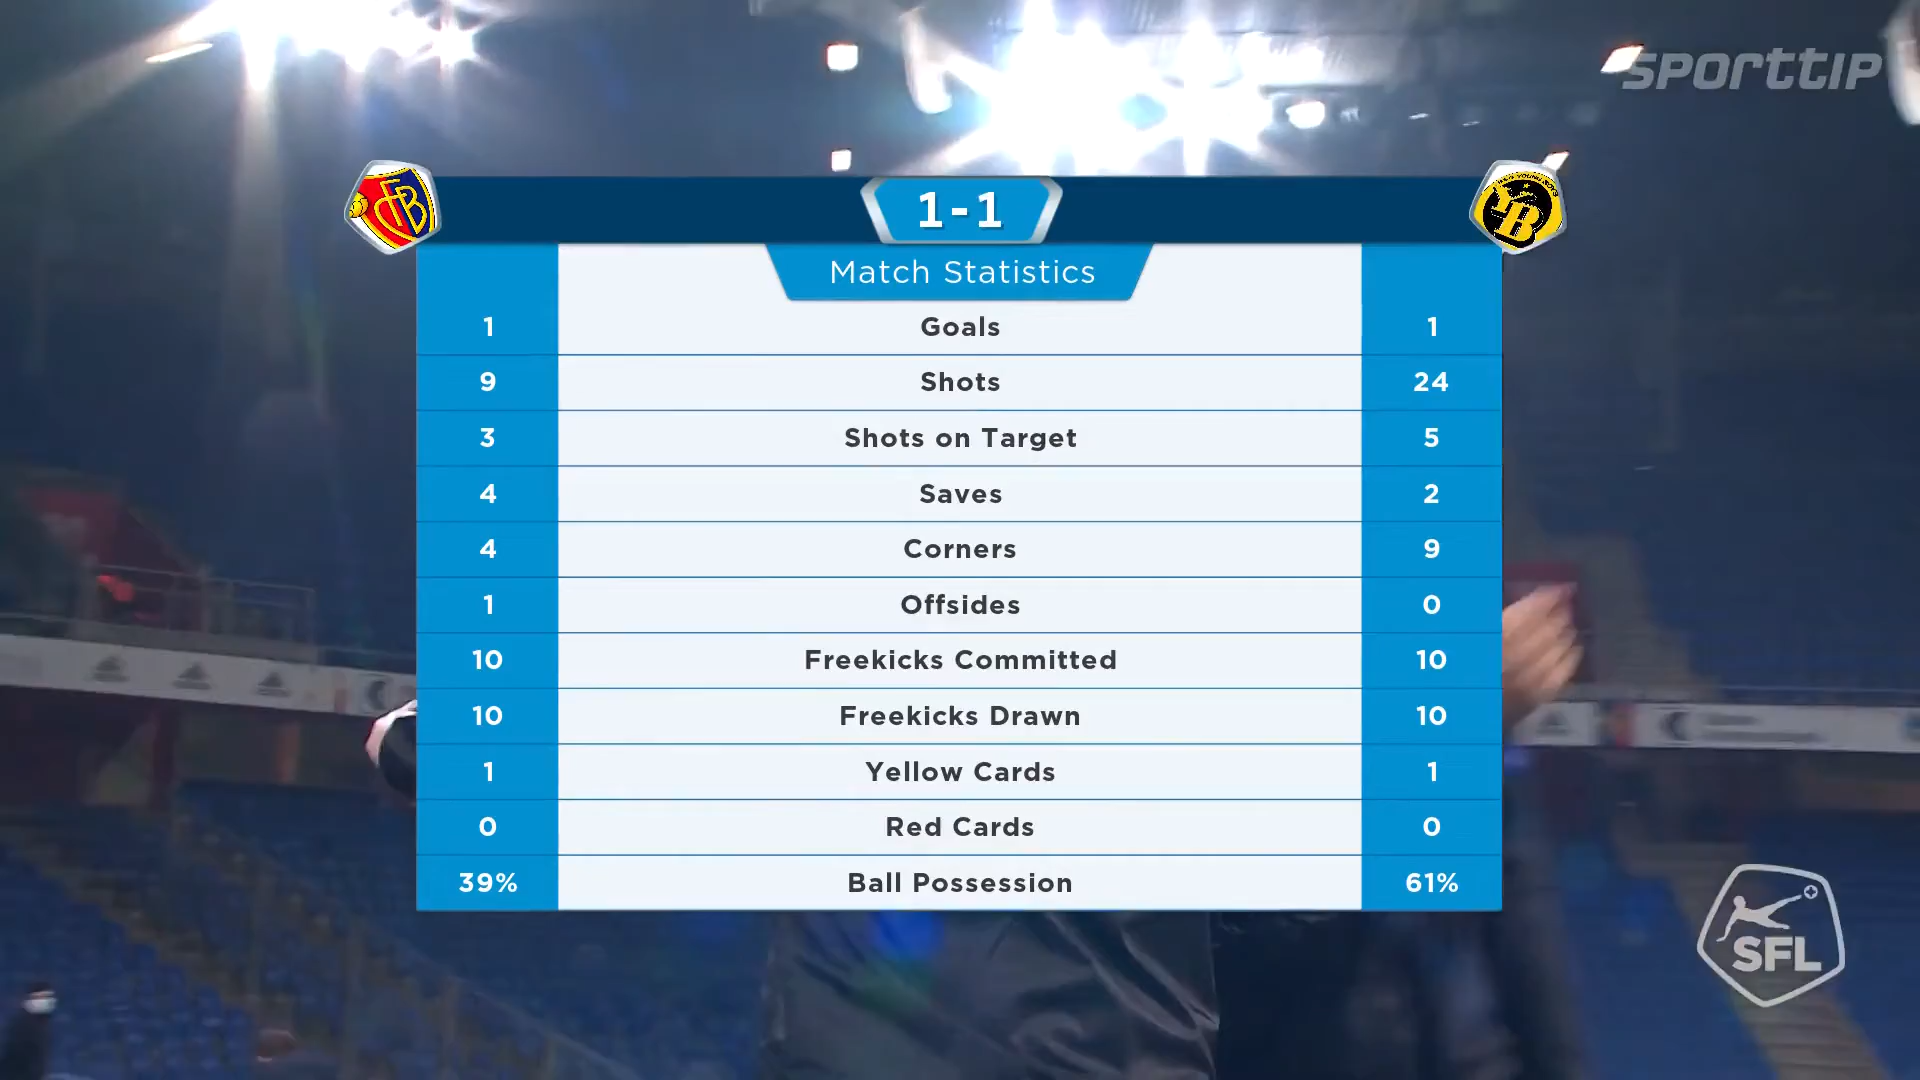 sporttip
1-1
Match Statistics
1 Goals 1
9 Shots 24
3 Shots on Target 5
4 Saves 2
4 Corners 9
1 Offsides 0
10 Freekicks Committed 10
10 Freekicks Drawn 10
1 Yellow Cards 1
0 Red Cards 0
39% Ball Possession 61%
SFL
FCB
YB